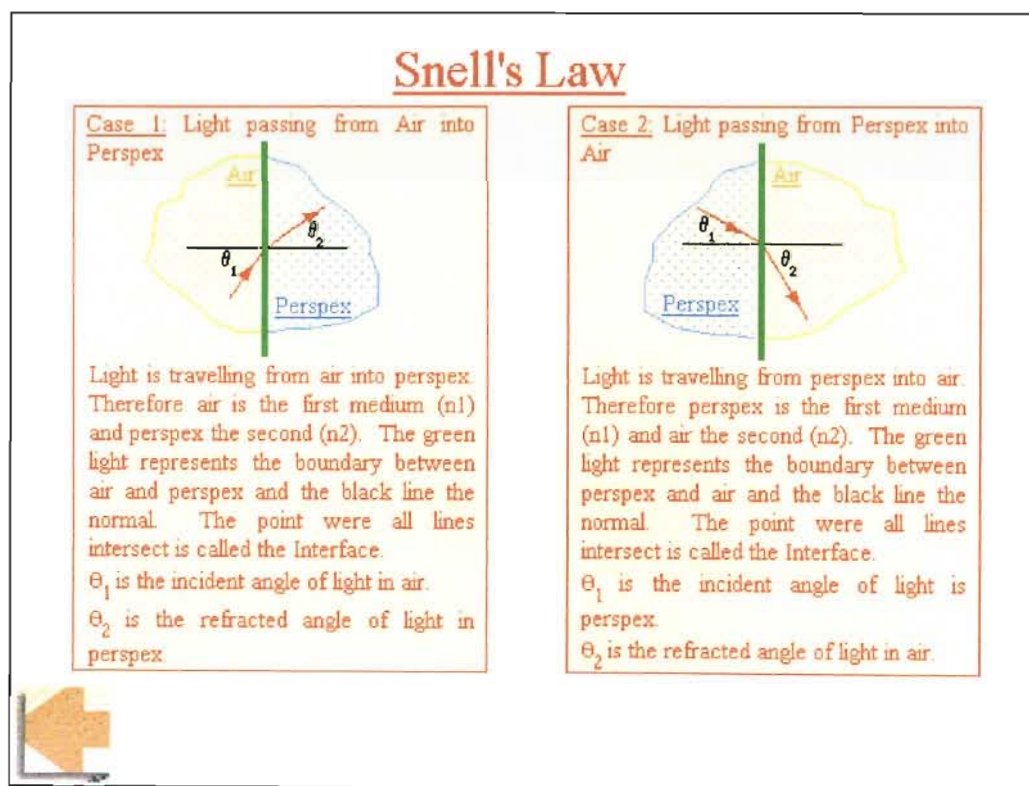 Snell's Law
Case 1: Light passing from Air into
Perspex
Air
θ2
θ1
Perspex
Light is travelling from air into perspex.
Therefore air is the first medium (n1)
and perspex the second (n2). The green
light represents the boundary between
air and perspex and the black line the
normal. The point were all lines
intersect is called the Interface.
θ1 is the incident angle of light in air.
θ2 is the refracted angle of light in
perspex
Case 2: Light passing from Perspex into
Air
Air
θ1
θ2
Perspex
Light is travelling from perspex into air.
Therefore perspex is the first medium
(n1) and air the second (n2). The green
light represents the boundary between
perspex and air and the black line the
normal. The point were all lines
intersect is called the Interface.
θ1 is the incident angle of light is
perspex.
θ2 is the refracted angle of light in air.